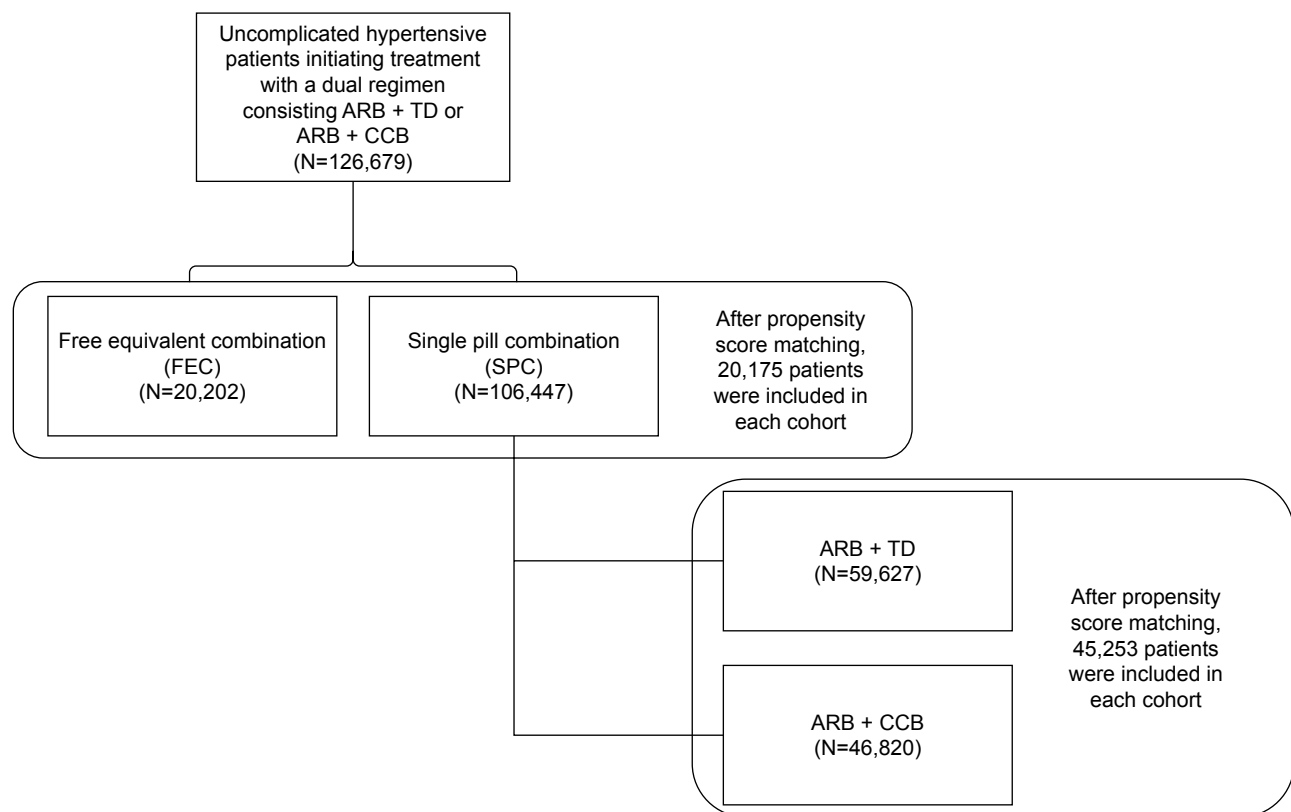 Uncomplicated hypertensive
patients initiating treatment
with a dual regimen
consisting ARB + TD or
ARB + CCB
(N=126,679)
Free equivalent combination
(FEC)
(N=20,202)
Single pill combination
(SPC)
(N=106,447)
After propensity
score matching,
20,175 patients
were included in
each cohort
ARB + TD
(N=59,627)
ARB + CCB
(N=46,820)
After propensity
score matching,
45,253 patients
were included in
each cohort